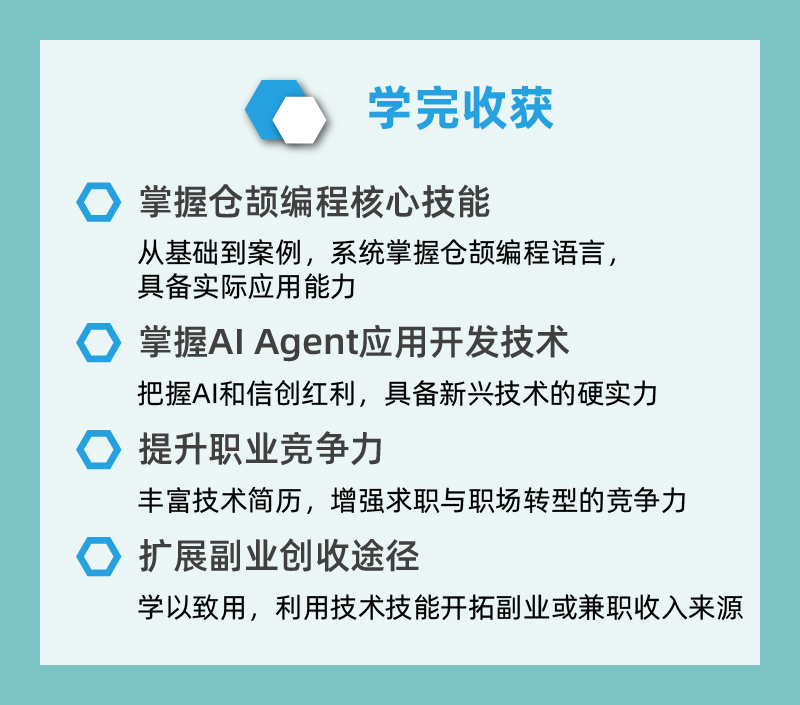 学完收获
掌握仓颉编程核心技能
从基础到案例，系统掌握仓颉编程语言，
具备实际应用能力
掌握AI Agent应用开发技术
把握AI和信创红利，具备新兴技术的硬实力
提升职业竞争力
丰富技术简历，增强求职与职场转型的竞争力
扩展副业创收途径
学以致用，利用技术技能开拓副业或兼职收入来源